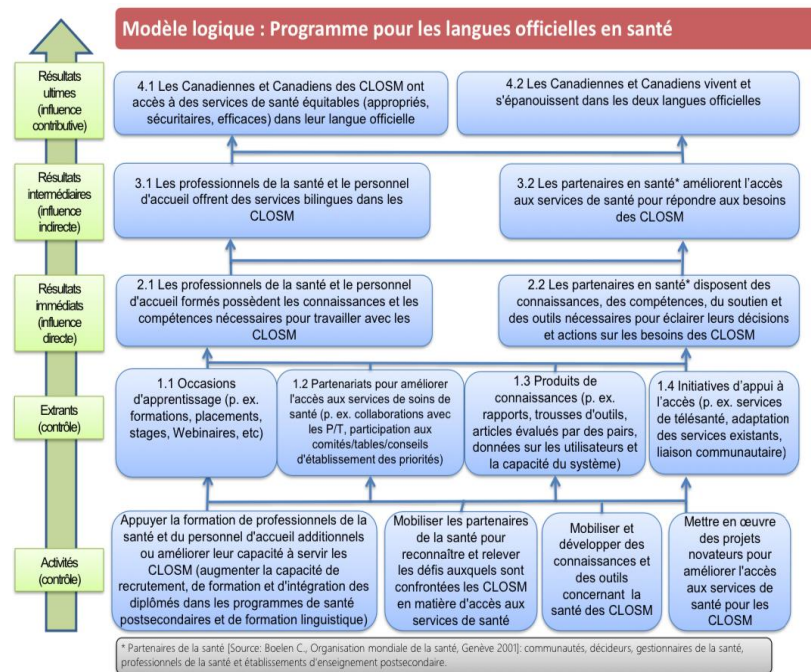 Modèle logique : Programme pour les langues officielles en santé
Résultats
ultimes
(influence
contributive)
4.1 Les Canadiennes et Canadiens des CLOSM ont
accès à des services de santé équitables (appropriés,
sécuritaires, efficaces) dans leur langue officielle
4.2 Les Canadiennes et Canadiens vivent et
s'épanouissent dans les deux langues officielles
Résultats
intermédiaires
(influence
indirecte)
3.1 Les professionnels de la santé et le personnel
d'accueil offrent des services bilingues dans les
CLOSM
3.2 Les partenaires en santé* améliorent l'accès
aux services de santé pour répondre aux besoins
des CLOSM
Résultats
immédiats
(influence
directe)
2.1 Les professionnels de la santé et le personnel
d'accueil formés possèdent les connaissances et les
compétences nécessaires pour travailler avec les
CLOSM
2.2 Les partenaires en santé* disposent des
connaissances, des compétences, du soutien et
des outils nécessaires pour éclairer leurs décisions
et actions sur les besoins des CLOSM
Extrants
(contrôle)
1.1 Occasions
d'apprentissage (p. ex.
formations, placements,
stages, Webinaires, etc)
1.2 Partenariats pour améliorer
l'accès aux services de soins de
santé (p. ex. collaborations avec
les P/T, participation aux
comités/tables/conseils
d'établissement des priorités)
1.3 Produits de
connaissances (p. ex.
rapports, trousses d'outils,
articles évalués par des pairs,
données sur les utilisateurs et
la capacité du système)
1.4 Initiatives d'appui à
l'accès (p. ex. services
de télésanté, adaptation
des services existants,
liaison communautaire)
Activités
(contrôle)
Appuyer la formation de professionnels de la
santé et du personnel d'accueil additionnels
ou améliorer leur capacité à servir les
CLOSM (augmenter la capacité de
recrutement, de formation et d'intégration des
diplômés dans les programmes de santé
postsecondaires et de formation linguistique)
Mobiliser les partenaires
de la santé pour
reconnaître et relever
les défis auxquels sont
confrontées les CLOSM
en matière d'accès aux
services de santé
Mobiliser et
développer des
connaissances et
des outils
concernant la
santé des CLOSM
Mettre en œuvre
des projets
novateurs pour
améliorer l'accès
aux services de
santé pour les
CLOSM
* Partenaires de la santé [Source: Boelen C., Organisation mondiale de la santé, Genève 2001]: communautés, décideurs, gestionnaires de la santé,
professionnels de la santé et établissements d'enseignement postsecondaire.